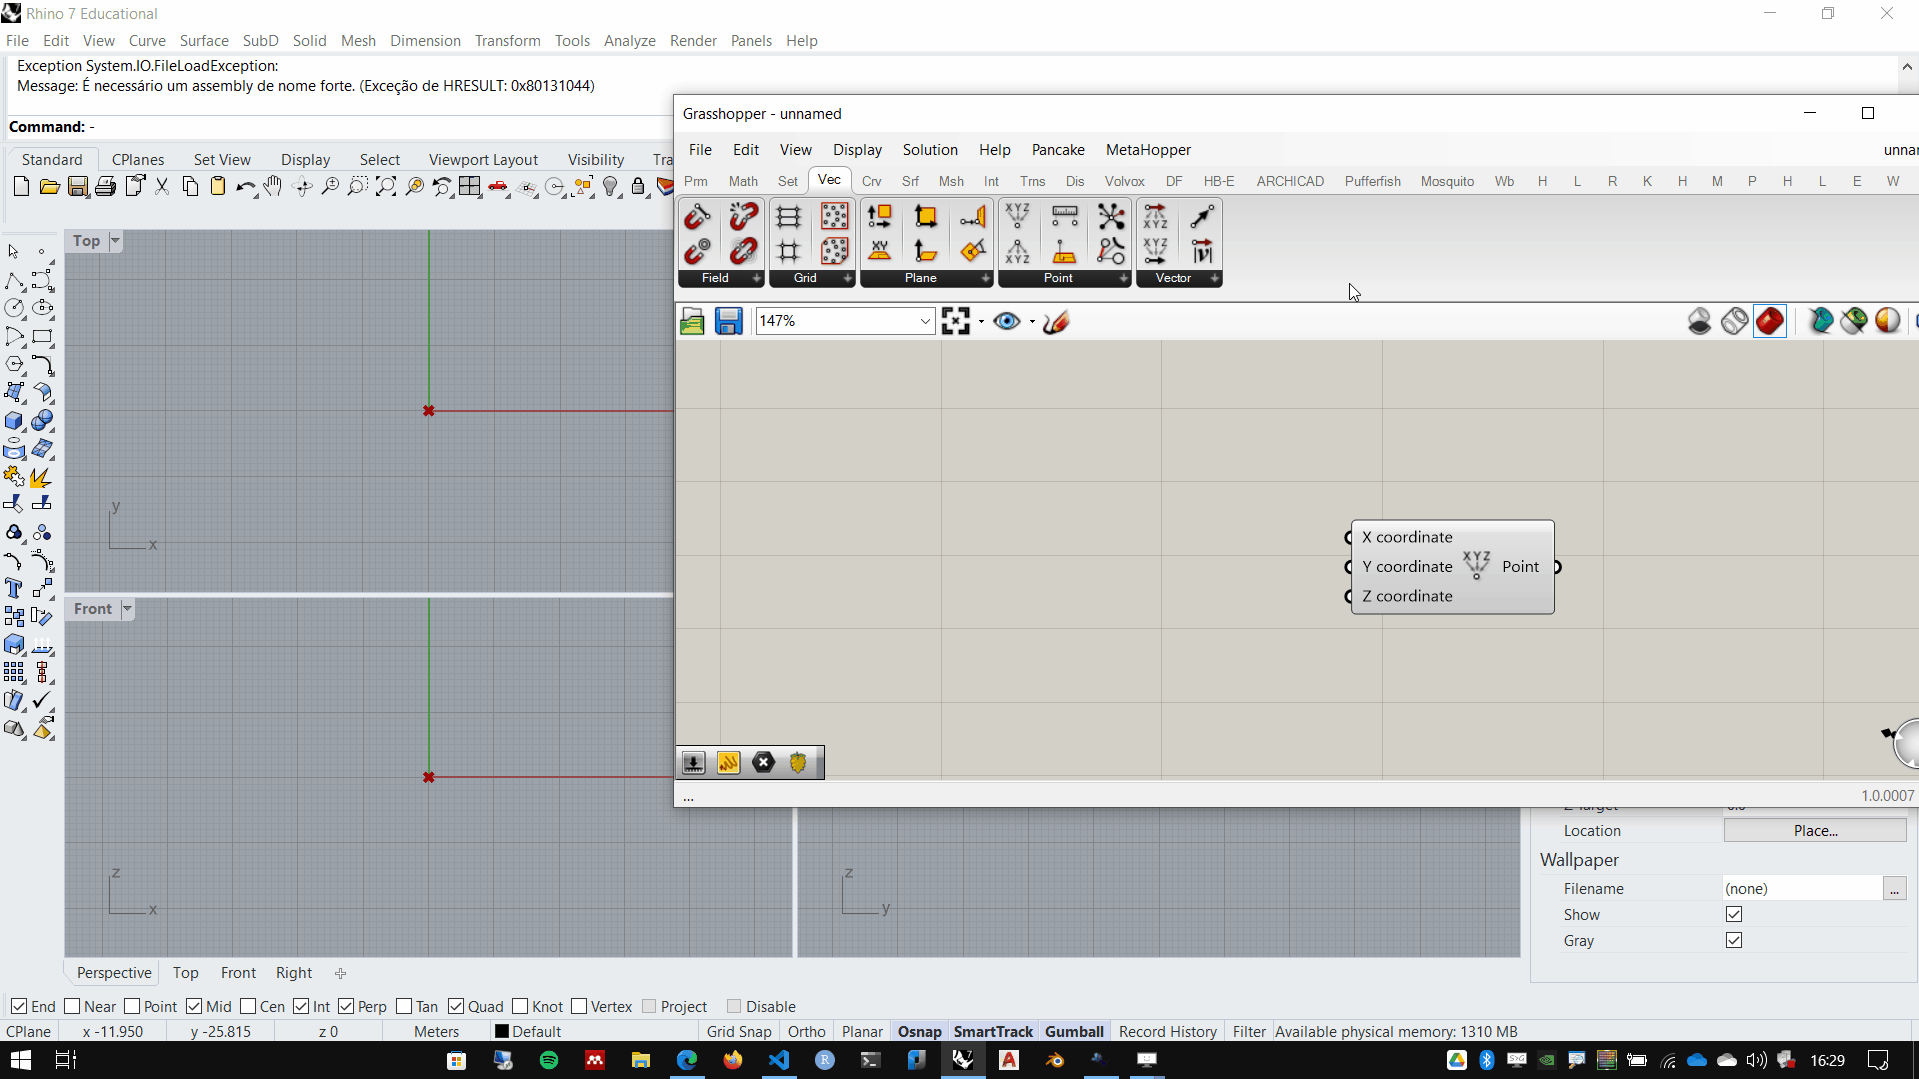 Rhino 7 Educational
File Edit View Curve Surface SubD Solid Mesh Dimension Transform Tools Analyze Render Panels Help
Exception System.IO.FileLoadException:
Message: É necessário um assembly de nome forte. (Exceção de HRESULT: 0x80131044)
Command: -
Standard CPlanes Set View Display Select Viewport Layout Visibility Tra
Grasshopper - unnamed
File Edit View Display Solution Help Pancake MetaHopper unnar
Prm Math Set Vec Crv Srf Msh Int Trns Dis Volvox DF HB-E ARCHICAD Pufferfish Mosquito Wb H L R K H M P H L E W
Field Grid Plane Point Vector
147%
Top
y
x
X coordinate
Y coordinate
Z coordinate
XYZ
Point
Front
z
x
...
1.0.0007
z
y
Location Place...
Wallpaper
Filename (none) ...
Show
Gray
Perspective Top Front Right
End Near Point Mid Cen Int Perp Tan Quad Knot Vertex Project Disable
CPlane x -11.950 y -25.815 z 0 Meters Default Grid Snap Ortho Planar Osnap SmartTrack Gumball Record History Filter Available physical memory: 1310 MB
16:29